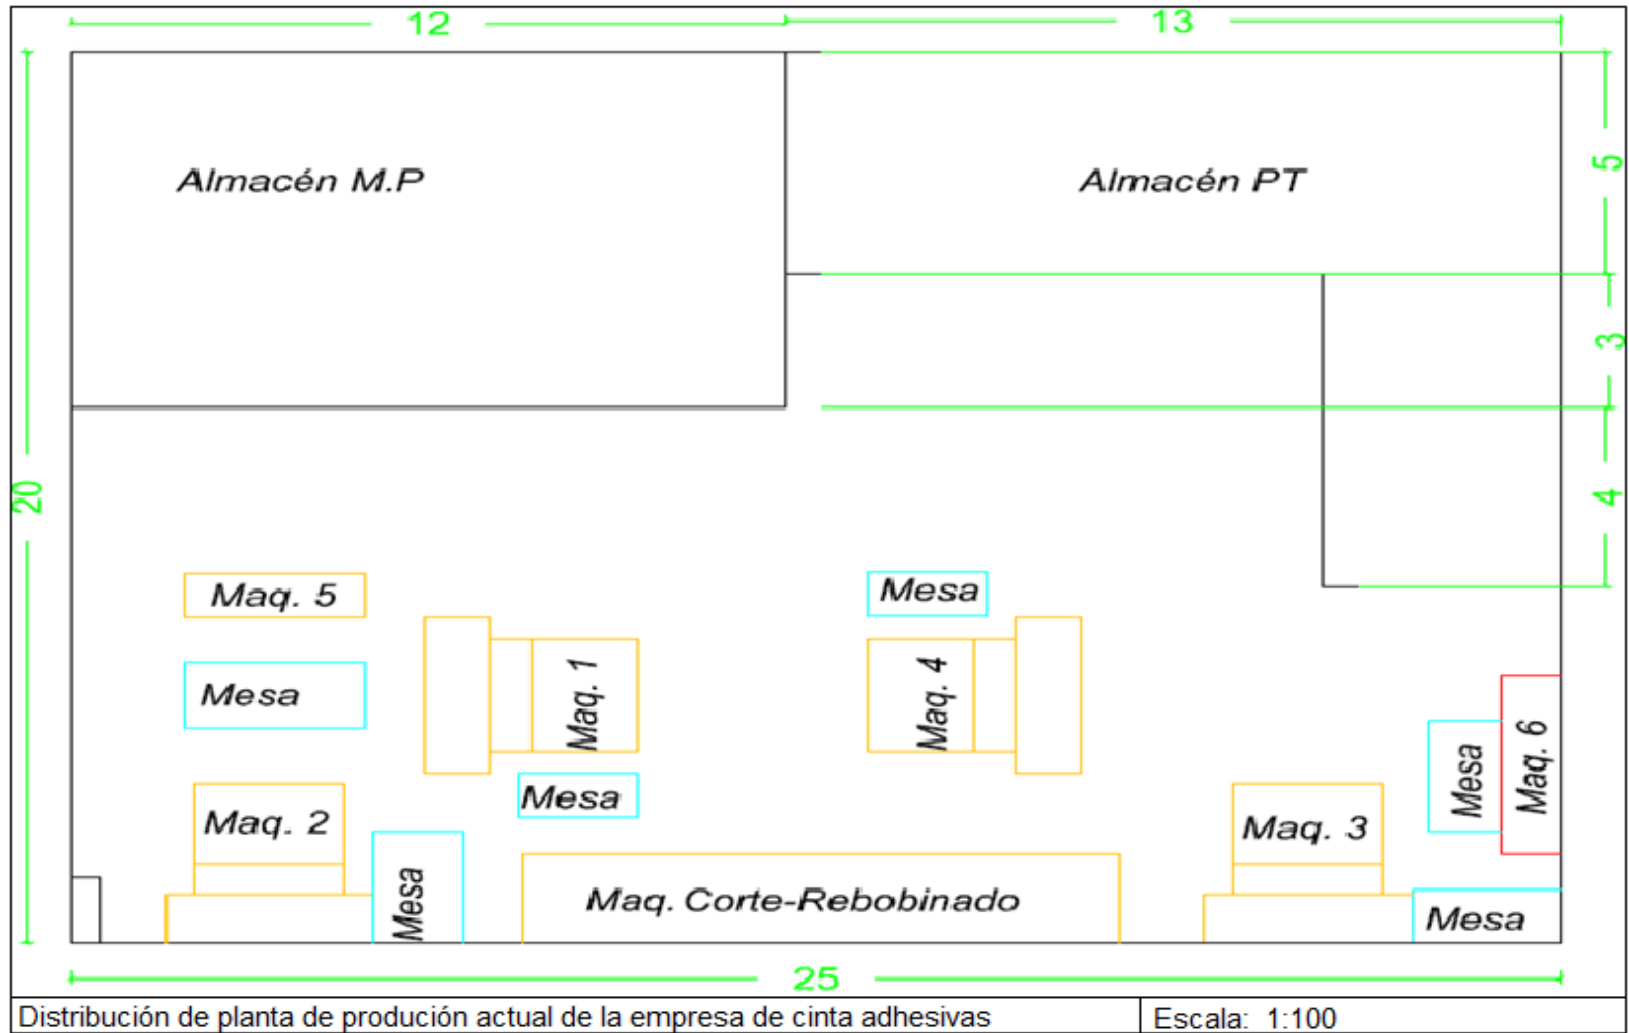 12
13
Almacén M.P
Almacén PT
5
3
20
4
Maq. 5
Mesa
Maq. 1
Maq. 4
Mesa
Mesa
Mesa
Maq. 6
Maq. 2
Maq. 3
Mesa
Maq. Corte-Rebobinado
Mesa
25
Distribución de planta de produción actual de la empresa de cinta adhesivas
Escala: 1:100